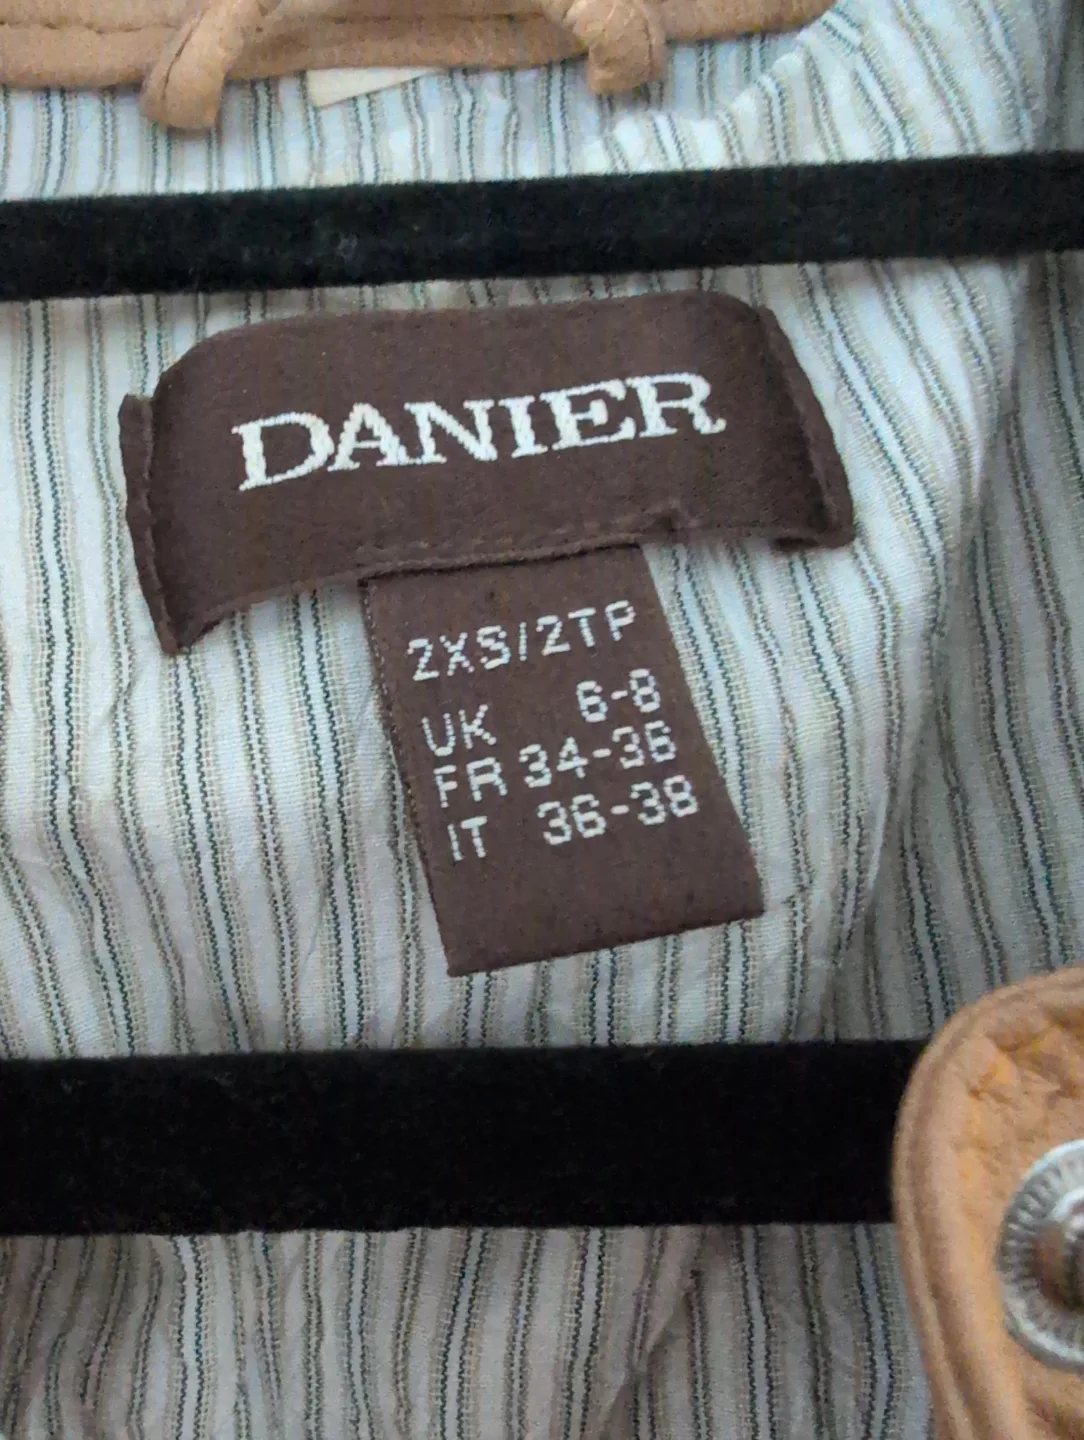 DANIER
2XS/2TP
UK 6-8
FR 34-36
IT 36-38